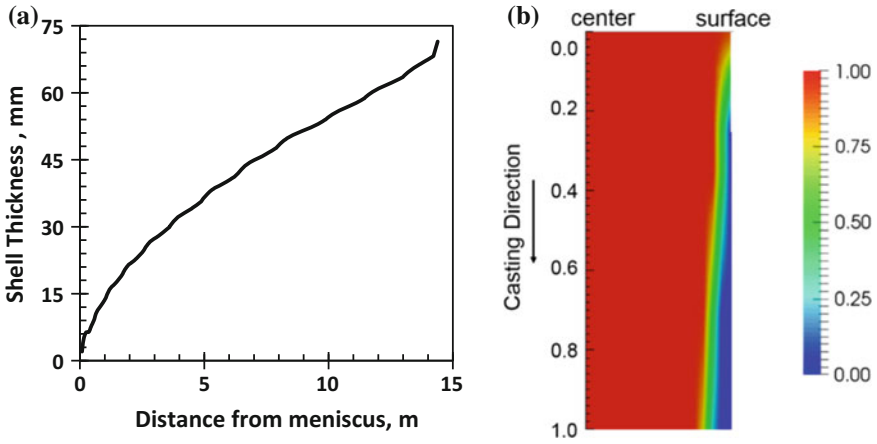 (a)
75
60
45
30
15
0
Shell Thickness , mm
0 5 10 15
Distance from meniscus, m
(b)
center surface
0.0
0.2
0.4
0.6
0.8
1.0
Casting Direction
1.00
0.75
0.50
0.25
0.00